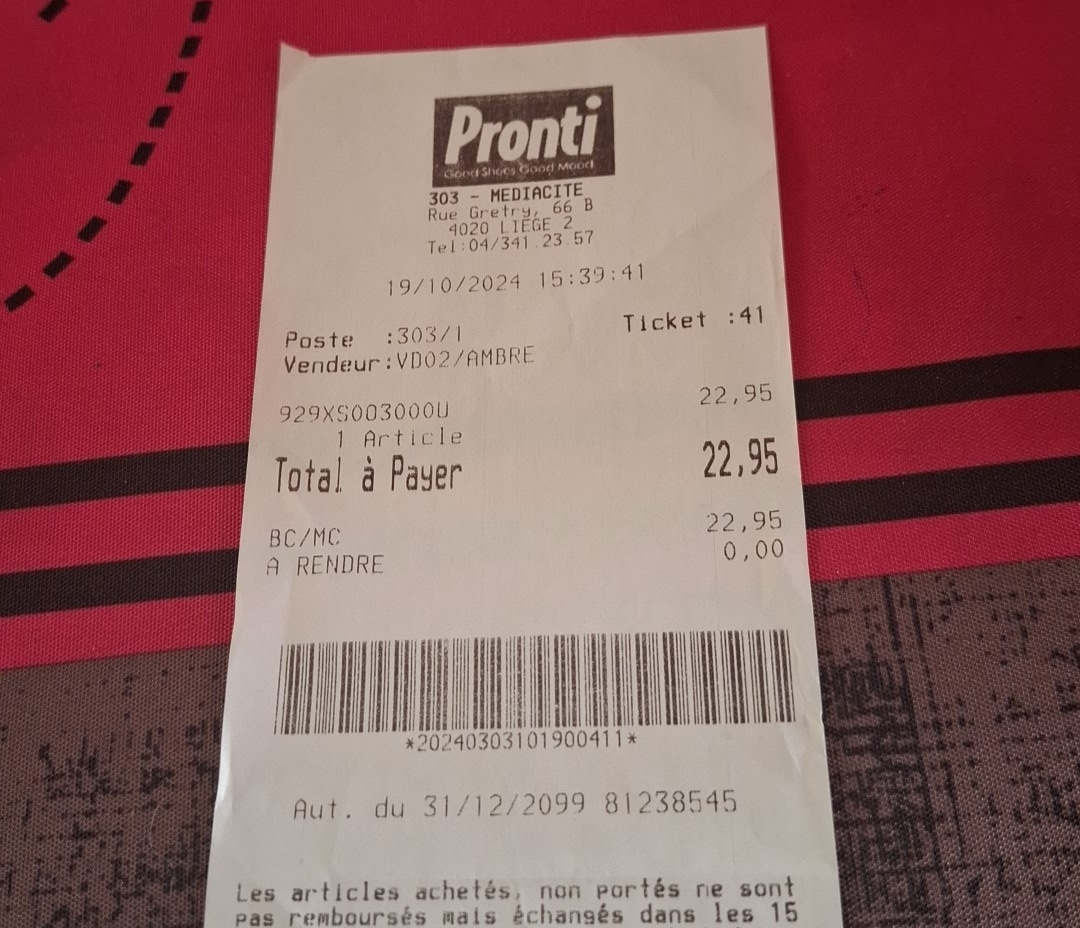 Pronti
Good Shoes Good Mood
303 - MEDIACITE
Rue Gretry, 66 B
4020 LIEGE 2
Tel:04/341.23.57
19/10/2024 15:39:41
Poste :303/1 Ticket :41
Vendeur:VD02/AMBRE
929XS003000U 22,95
1 Article
Total à Payer 22,95
BC/MC 22,95
A RENDRE 0,00
*20240303101900411*
Aut. du 31/12/2099 81238545
Les articles achetés, non portés ne sont
pas remboursés mais échangés dans les 15